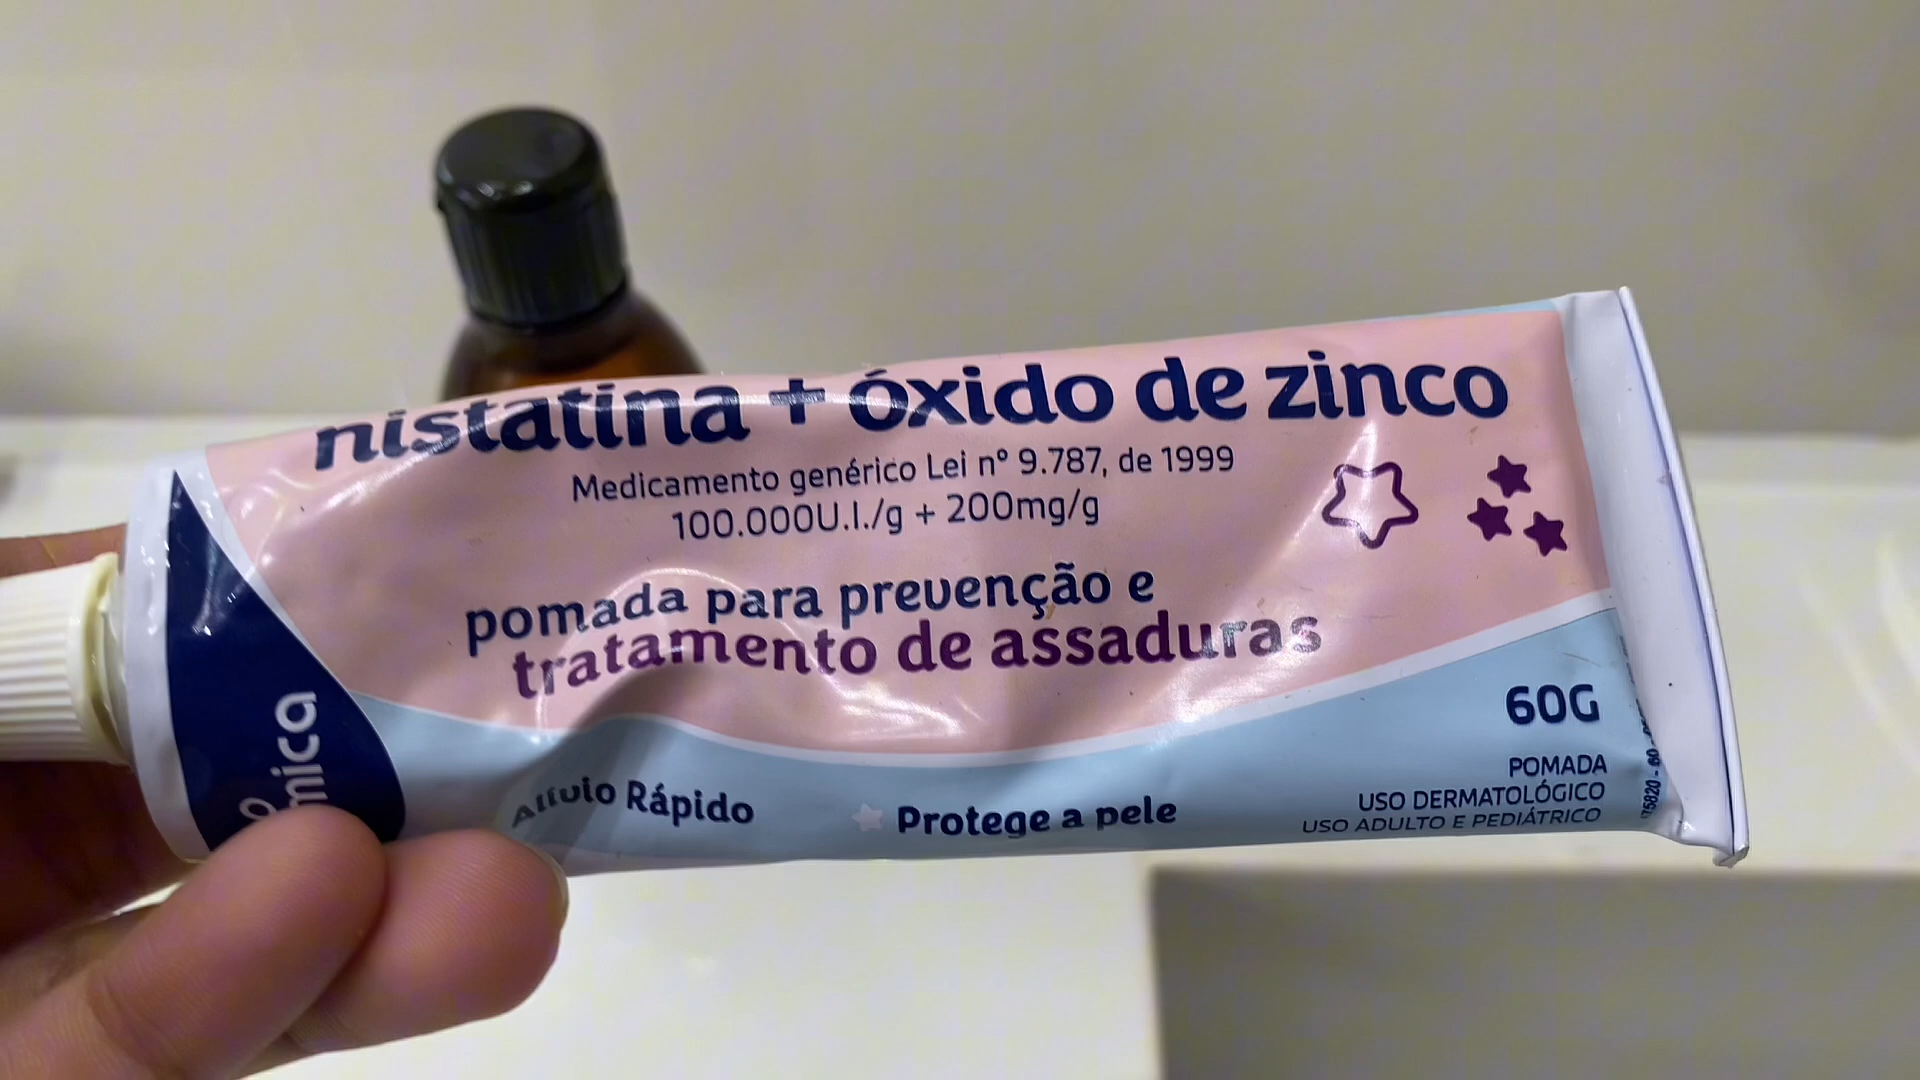 nistatina + óxido de zinco
Medicamento genérico Lei nº 9.787, de 1999
100.000U.I./g + 200mg/g
pomada para prevenção e
tratamento de assaduras
Alívio Rápido
Protege a pele
60G
POMADA
USO DERMATOLÓGICO
USO ADULTO E PEDIÁTRICO